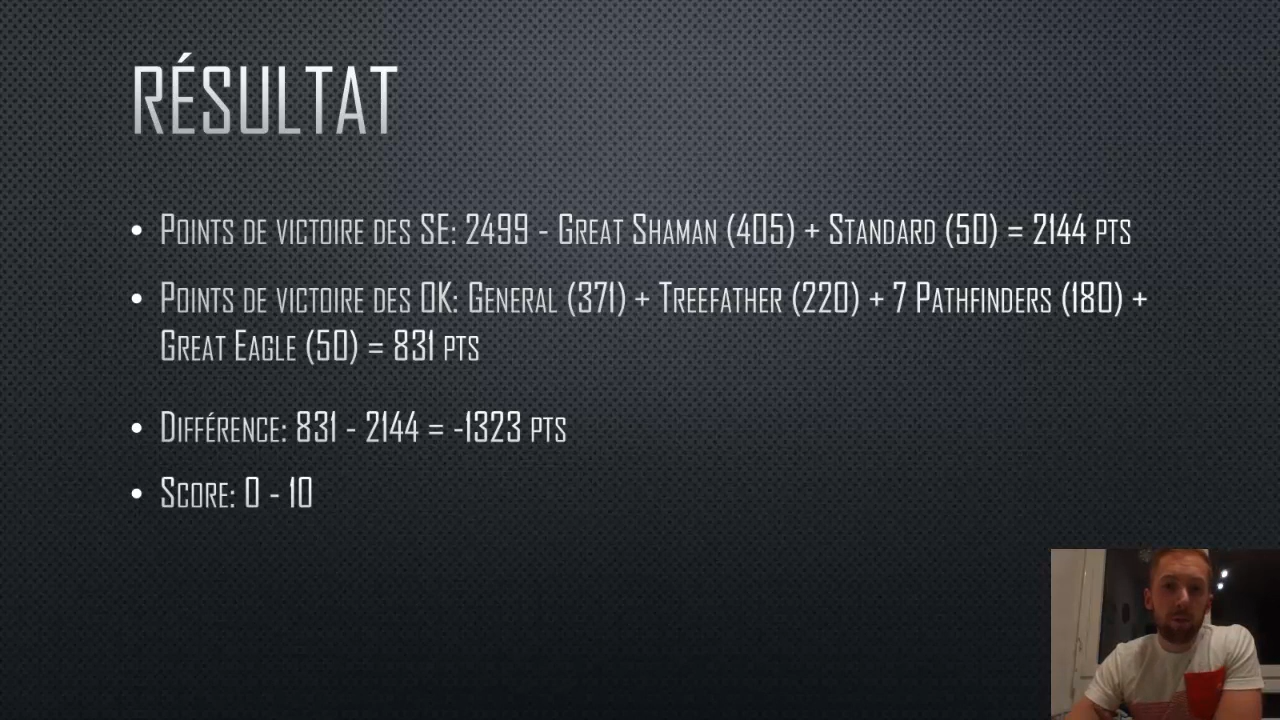 RÉSULTAT
• POINTS DE VICTOIRE DES SE: 2499 - GREAT SHAMAN (405) + STANDARD (50) = 2144 PTS
• POINTS DE VICTOIRE DES OK: GENERAL (371) + TREEFATHER (220) + 7 PATHFINDERS (180) +
GREAT EAGLE (50) = 831 PTS
• DIFFÉRENCE: 831 - 2144 = -1323 PTS
• SCORE: 0 - 10